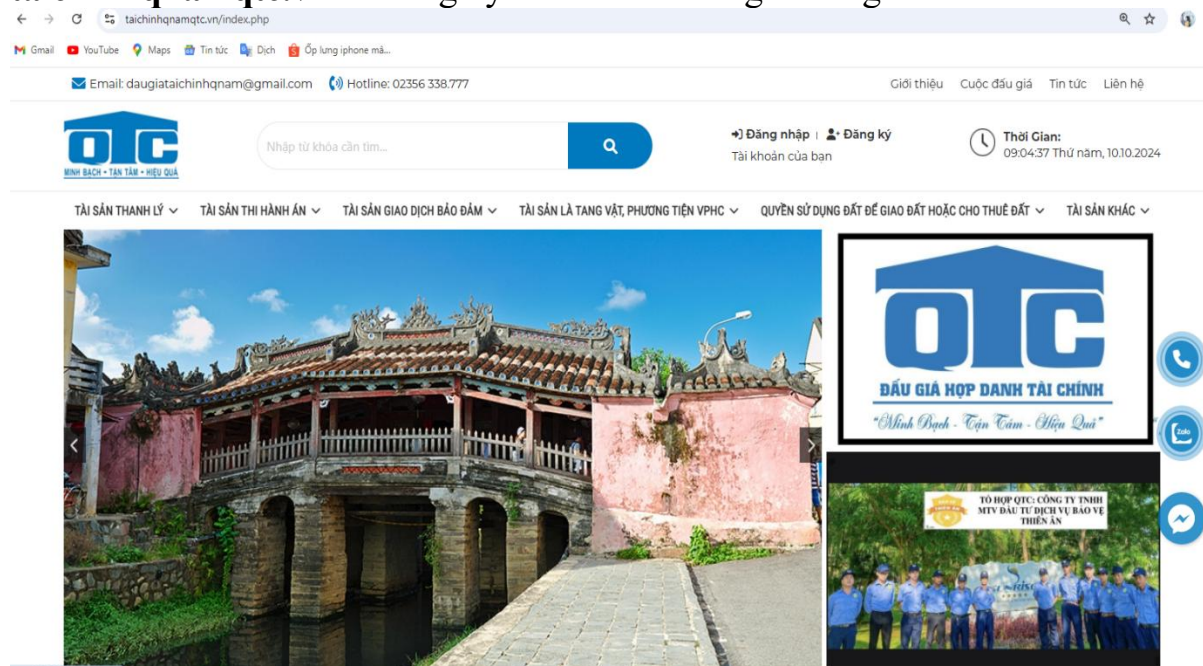 taichinhqnamqtc.vn/index.php
Gmail YouTube Maps Tin tức Dịch Ốp lưng iphone mà...
Email: daugiataichinhqnam@gmail.com Hotline: 02356 338.777 Giới thiệu Cuộc đấu giá Tin tức Liên hệ
QTC
MINH BẠCH - TẬN TÂM - HIỆU QUẢ
Nhập từ khóa cần tìm...
Đăng nhập | Đăng ký
Tài khoản của bạn
Thời Gian:
09:04:37 Thứ năm, 10.10.2024
TÀI SẢN THANH LÝ TÀI SẢN THI HÀNH ÁN TÀI SẢN GIAO DỊCH BẢO ĐẢM TÀI SẢN LÀ TANG VẬT, PHƯƠNG TIỆN VPHC QUYỀN SỬ DỤNG ĐẤT ĐỂ GIAO ĐẤT HOẶC CHO THUÊ ĐẤT TÀI SẢN KHÁC
QTC
ĐẤU GIÁ HỢP DANH TÀI CHÍNH
"Minh Bạch - Tận Tâm - Hiệu Quả"
Zalo
THIÊN ÂN
TỔ HỢP QTC: CÔNG TY TNHH
MTV ĐẦU TƯ DỊCH VỤ BẢO VỆ
THIÊN ÂN